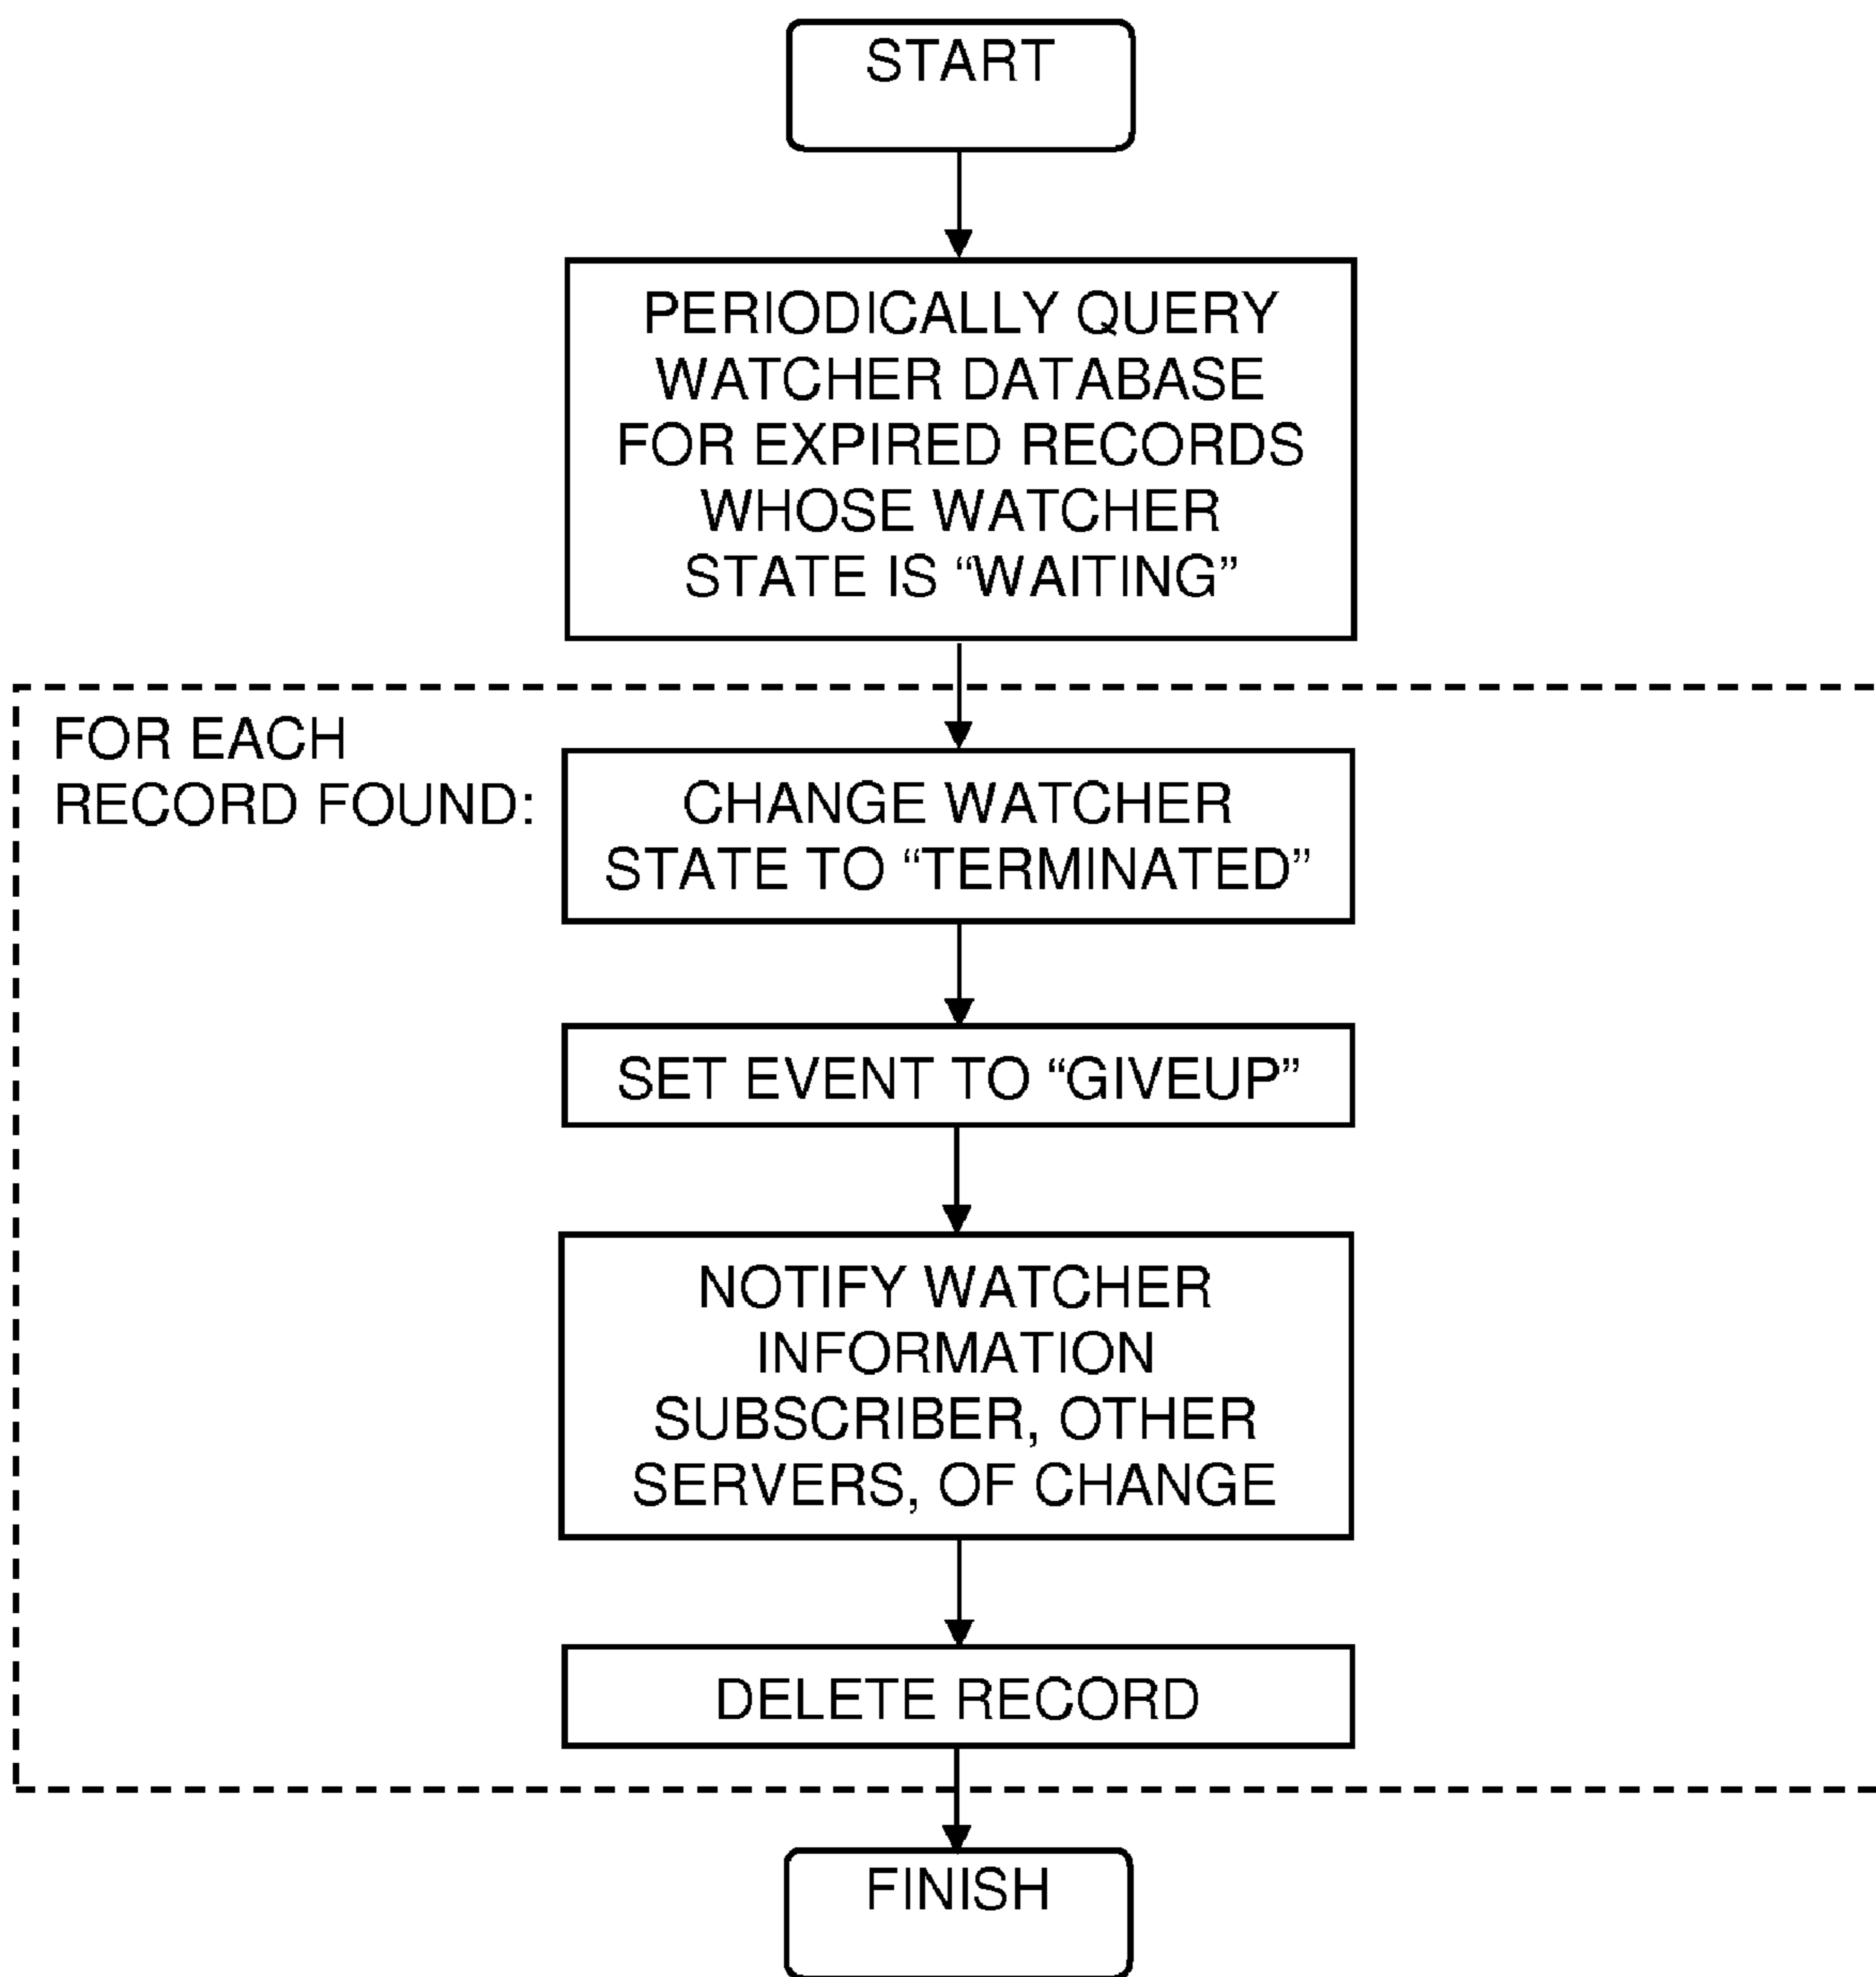 START
PERIODICALLY QUERY
WATCHER DATABASE
FOR EXPIRED RECORDS
WHOSE WATCHER
STATE IS “WAITING”
FOR EACH
RECORD FOUND:
CHANGE WATCHER
STATE TO “TERMINATED”
SET EVENT TO “GIVEUP”
NOTIFY WATCHER
INFORMATION
SUBSCRIBER, OTHER
SERVERS, OF CHANGE
DELETE RECORD
FINISH